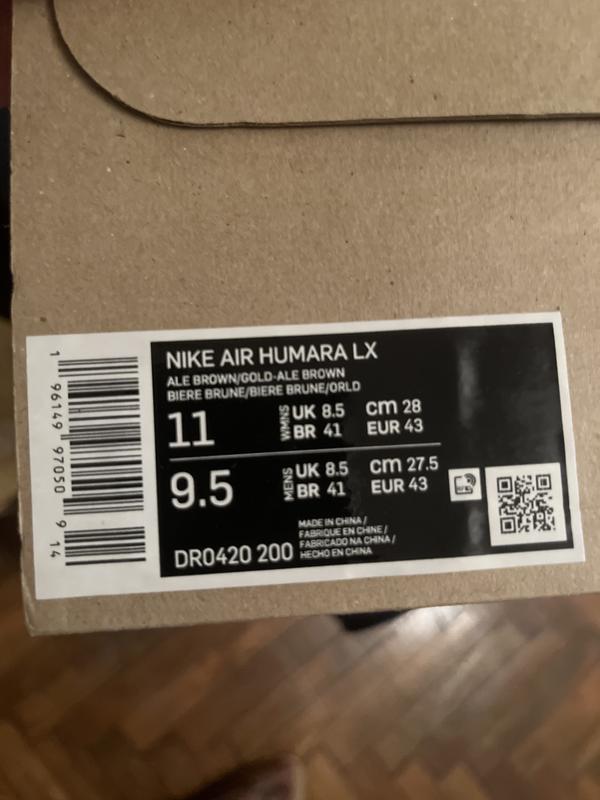 NIKE AIR HUMARA LX
ALE BROWN/GOLD-ALE BROWN
BIERE BRUNE/BIERE BRUNE/ORLD
11 WMNS UK 8.5 cm 28
BR 41 EUR 43
9.5 MENS UK 8.5 cm 27.5
BR 41 EUR 43
DR0420 200
MADE IN CHINA /
FABRIQUE EN CHINE /
FABRICADO NA CHINA /
HECHO EN CHINA
1 96149 97050 9 14